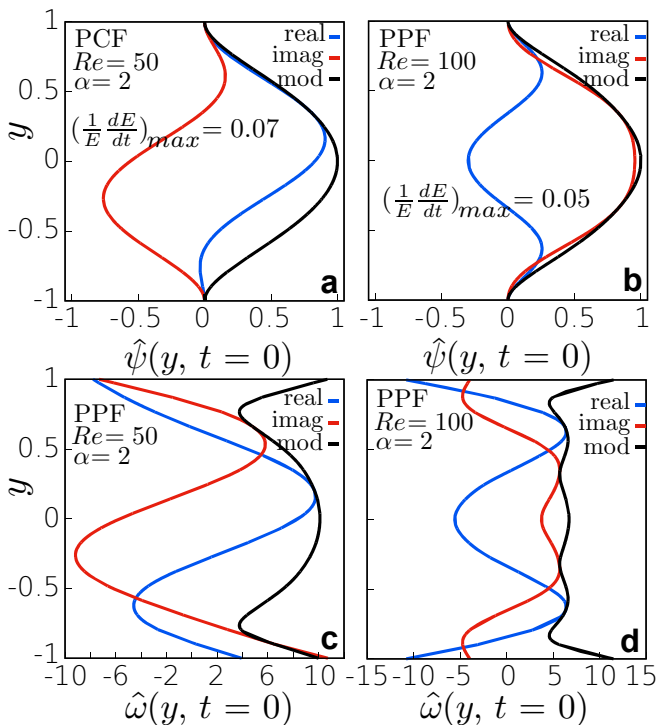 PCF
Re = 50
α = 2
real
imag
mod
(1/E dE/dt)max = 0.07
y
1
0.5
0
-0.5
-1
-1 -0.5 0 0.5 1
a
ψ̂(y, t = 0)
PPF
Re = 100
α = 2
real
imag
mod
(1/E dE/dt)max = 0.05
-1 -0.5 0 0.5 1
b
ψ̂(y, t = 0)
PPF
Re = 50
α = 2
real
imag
mod
y
1
0.5
0
-0.5
-1
-10 -6 -2 2 6 10
c
ω̂(y, t = 0)
PPF
Re = 100
α = 2
real
imag
mod
-15 -10 -5 0 5 10 15
d
ω̂(y, t = 0)